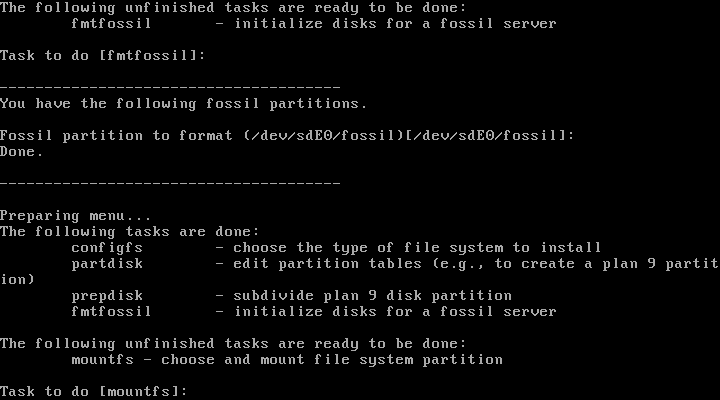 The following unfinished tasks are ready to be done:
        fmtfossil       - initialize disks for a fossil server

Task to do [fmtfossil]:

--------------------------------------
You have the following fossil partitions.

Fossil partition to format (/dev/sdE0/fossil)[/dev/sdE0/fossil]:
Done.

--------------------------------------

Preparing menu...
The following tasks are done:
        configfs        - choose the type of file system to install
        partdisk        - edit partition tables (e.g., to create a plan 9 partit
ion)
        prepdisk        - subdivide plan 9 disk partition
        fmtfossil       - initialize disks for a fossil server

The following unfinished tasks are ready to be done:
        mountfs - choose and mount file system partition

Task to do [mountfs]: